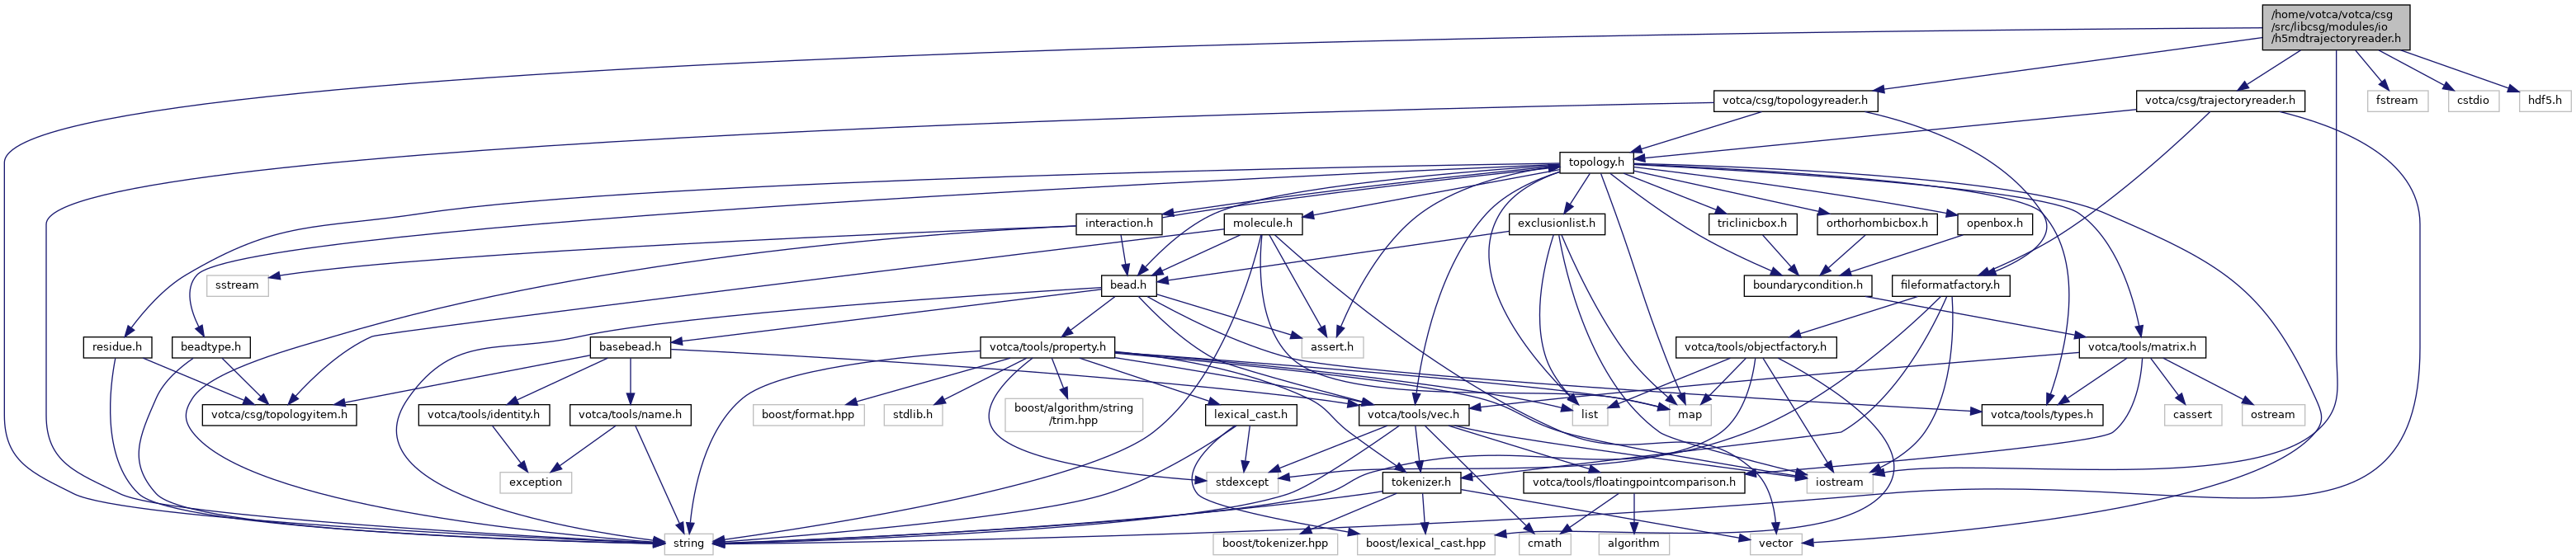 /home/votca/votca/csg
/src/libcsg/modules/io
/h5mdtrajectoryreader.h
votca/csg/topologyreader.h
votca/csg/trajectoryreader.h
fstream
cstdio
hdf5.h
topology.h
interaction.h
molecule.h
exclusionlist.h
triclinicbox.h
orthorhombicbox.h
openbox.h
sstream
bead.h
boundarycondition.h
fileformatfactory.h
residue.h
beadtype.h
basebead.h
votca/tools/property.h
assert.h
votca/tools/objectfactory.h
votca/tools/matrix.h
votca/csg/topologyitem.h
votca/tools/identity.h
votca/tools/name.h
boost/format.hpp
stdlib.h
boost/algorithm/string
/trim.hpp
lexical_cast.h
votca/tools/vec.h
list
map
votca/tools/types.h
cassert
ostream
exception
stdexcept
tokenizer.h
votca/tools/floatingpointcomparison.h
iostream
string
boost/tokenizer.hpp
boost/lexical_cast.hpp
cmath
algorithm
vector